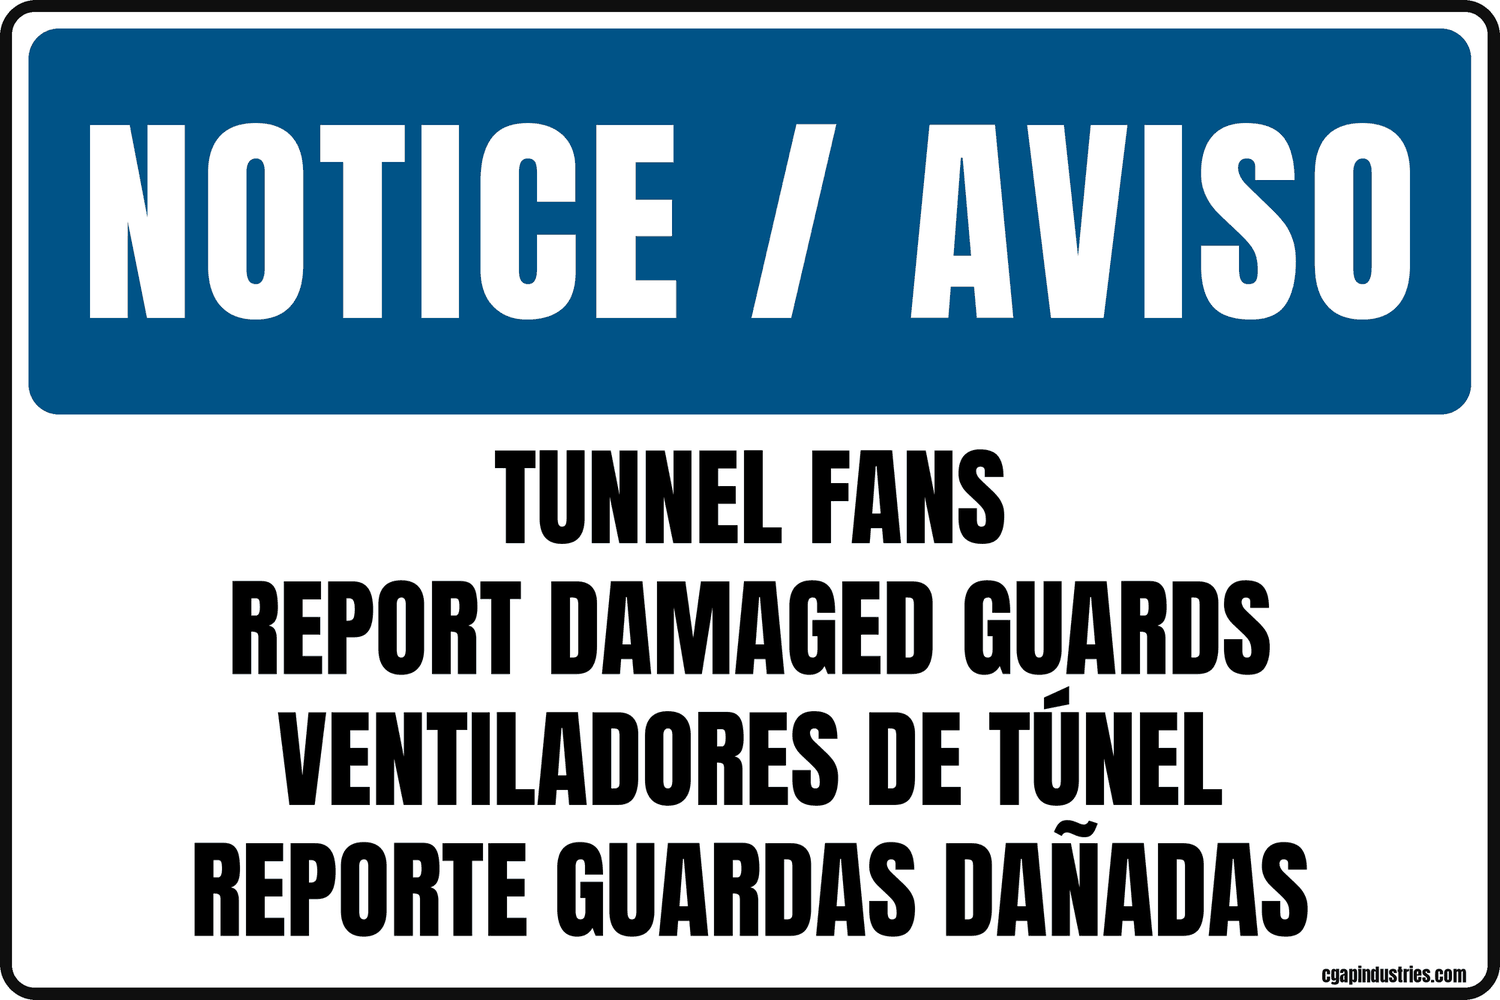 NOTICE / AVISO
TUNNEL FANS
REPORT DAMAGED GUARDS
VENTILADORES DE TÚNEL
REPORTE GUARDAS DAÑADAS
cgapindustries.com